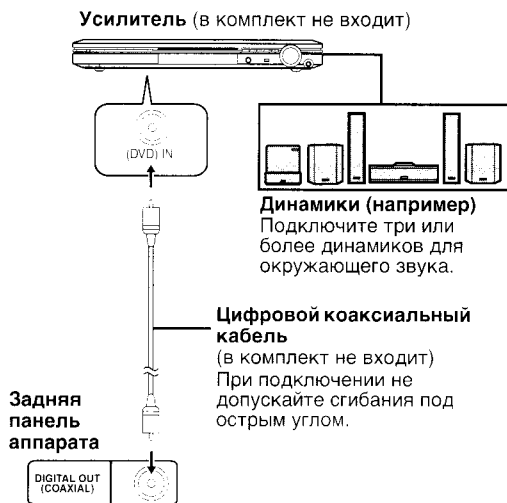 Усилитель (в комплект не входит)
(DVD) IN
Динамики (например)
Подключите три или
более динамиков для
окружающего звука.
Цифровой коаксиальный
кабель
(в комплект не входит)
При подключении не
допускайте сгибания под
острым углом.
Задняя
панель
аппарата
DIGITAL OUT
(COAXIAL)